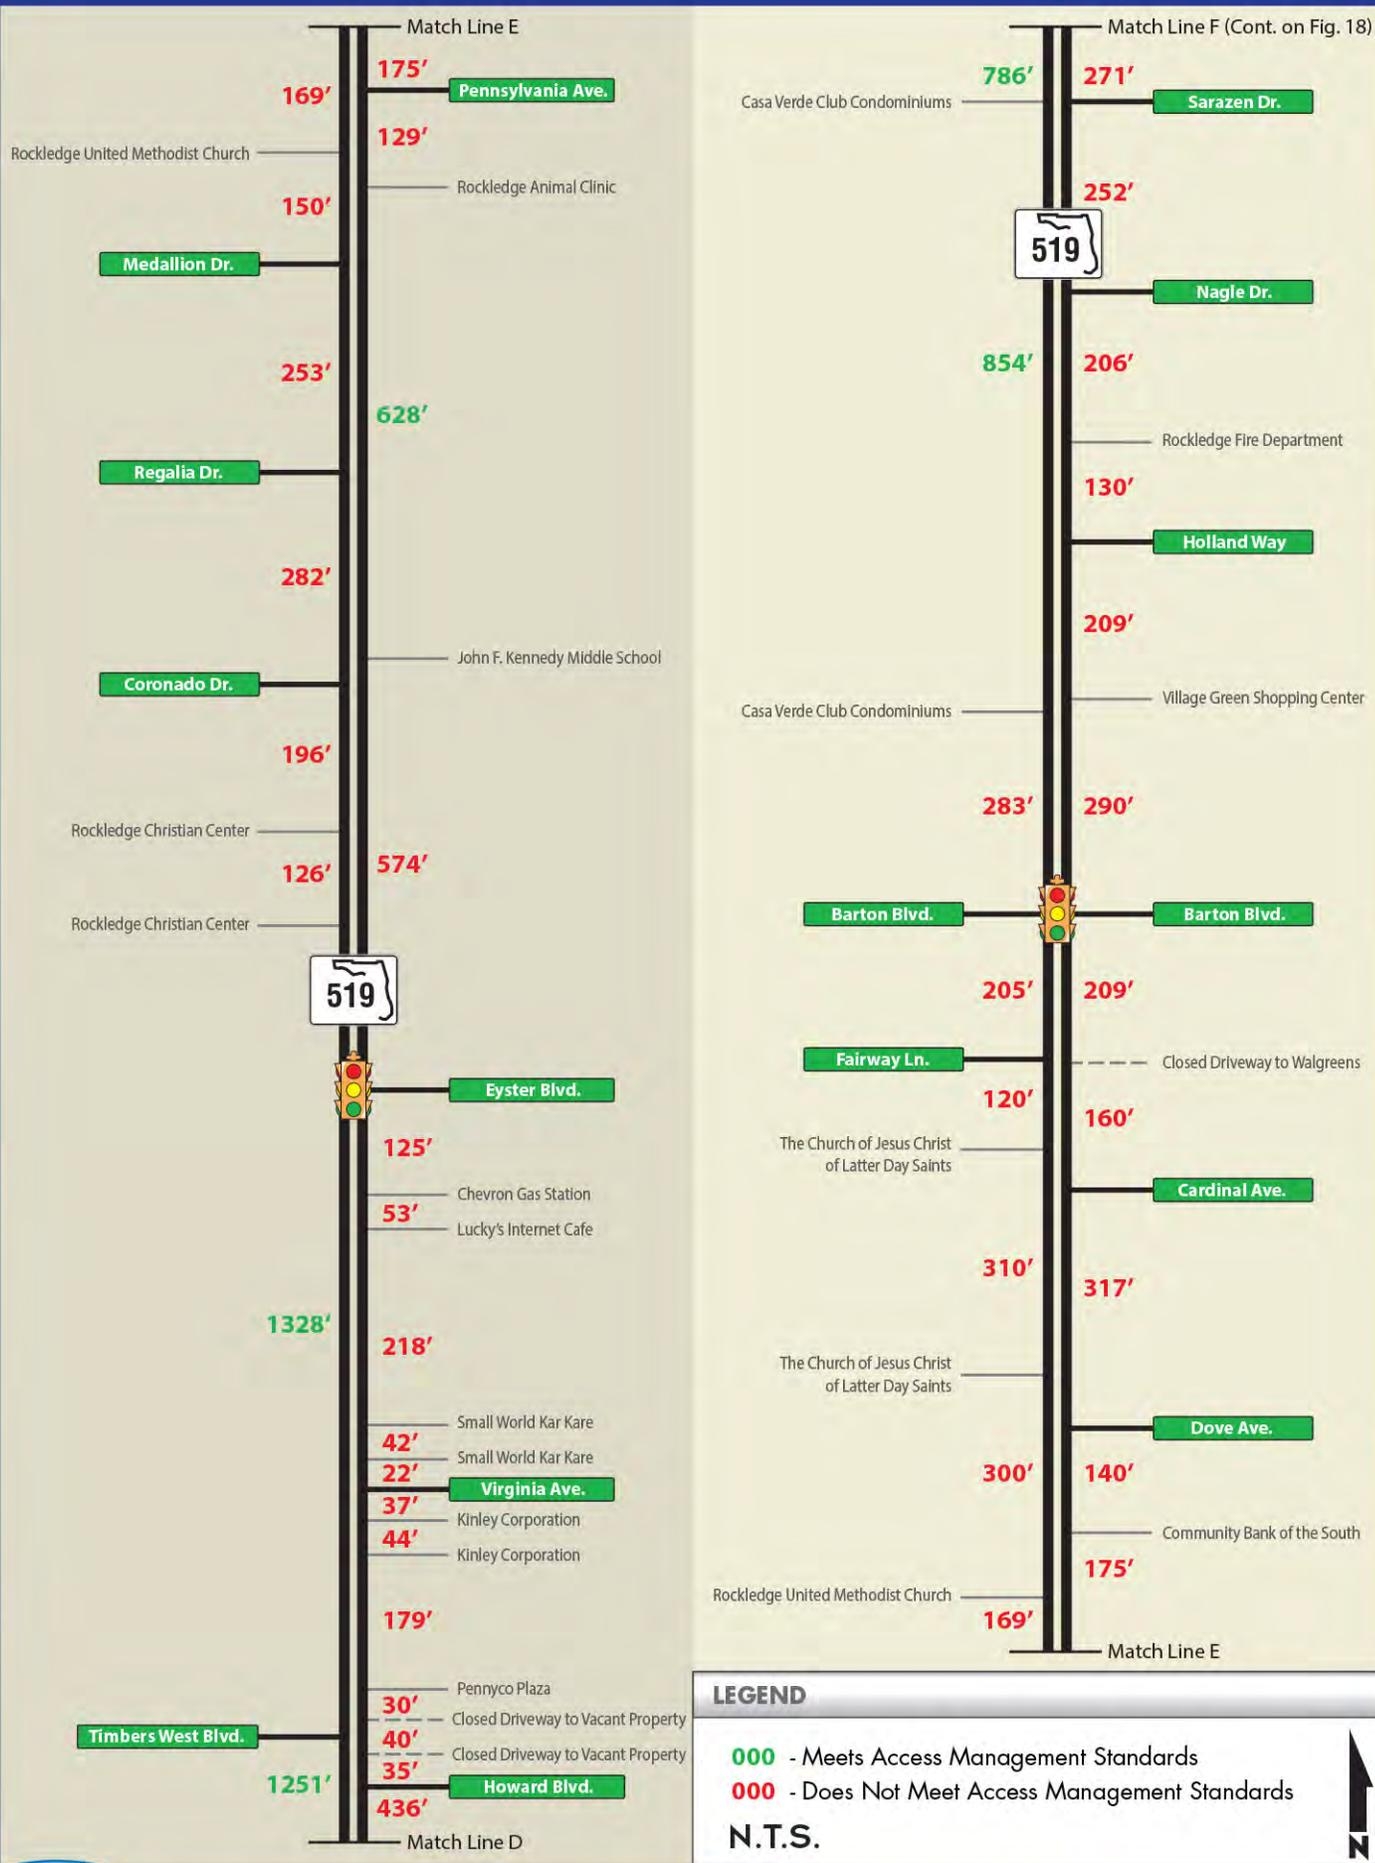 Match Line E
175′
Pennsylvania Ave.
169′
129′
Rockledge United Methodist Church
Rockledge Animal Clinic
150′
Medallion Dr.
253′
628′
Regalia Dr.
282′
John F. Kennedy Middle School
Coronado Dr.
196′
Rockledge Christian Center
574′
126′
Rockledge Christian Center
519
Eyster Blvd.
125′
Chevron Gas Station
53′
Lucky's Internet Cafe
1328′
218′
Small World Kar Kare
42′
Small World Kar Kare
22′
Virginia Ave.
37′
Kinley Corporation
44′
Kinley Corporation
179′
Pennyco Plaza
30′
Closed Driveway to Vacant Property
Timbers West Blvd.
40′
Closed Driveway to Vacant Property
35′
1251′
Howard Blvd.
436′
Match Line D
Match Line F (Cont. on Fig. 18)
786′
271′
Casa Verde Club Condominiums
Sarazen Dr.
252′
519
Nagle Dr.
854′
206′
Rockledge Fire Department
130′
Holland Way
209′
Village Green Shopping Center
Casa Verde Club Condominiums
283′
290′
Barton Blvd.
Barton Blvd.
205′
209′
Fairway Ln.
Closed Driveway to Walgreens
120′
160′
The Church of Jesus Christ
of Latter Day Saints
Cardinal Ave.
310′
317′
The Church of Jesus Christ
of Latter Day Saints
Dove Ave.
300′
140′
Community Bank of the South
175′
Rockledge United Methodist Church
169′
Match Line E
LEGEND
000 - Meets Access Management Standards
000 - Does Not Meet Access Management Standards
N.T.S.
N